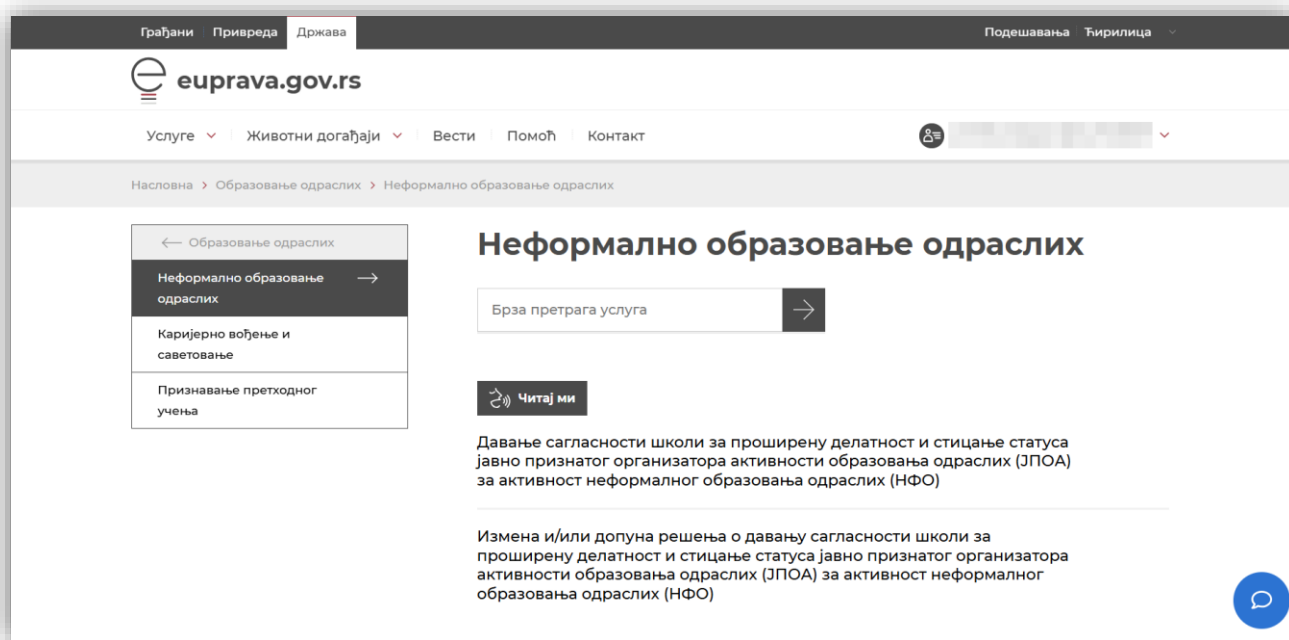 Грађани Привреда Држава Подешавања Ћирилица
euprava.gov.rs
Услуге Животни догађаји Вести Помоћ Контакт
Насловна Образовање одраслих Неформално образовање одраслих
Образовање одраслих
Неформално образовање
одраслих
Каријерно вођење и
саветовање
Признавање претходног
учења
Неформално образовање одраслих
Брза претрага услуга
Читај ми
Давање сагласности школи за проширену делатност и стицање статуса
јавно признатог организатора активности образовања одраслих (ЈПОА)
за активност неформалног образовања одраслих (НФО)
Измена и/или допуна решења о давању сагласности школи за
проширену делатност и стицање статуса јавно признатог организатора
активности образовања одраслих (ЈПОА) за активност неформалног
образовања одраслих (НФО)